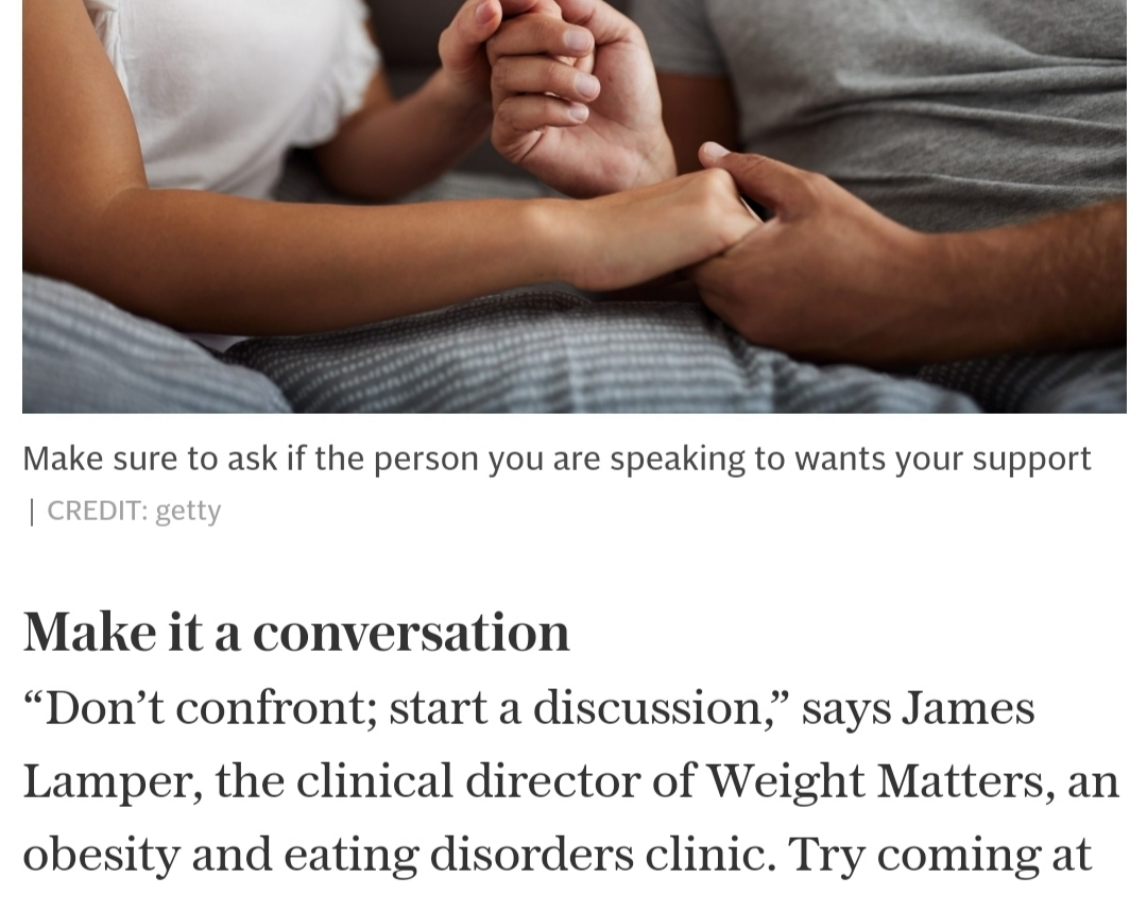 Make sure to ask if the person you are speaking to wants your support
| CREDIT: getty
Make it a conversation
“Don’t confront; start a discussion,” says James
Lamper, the clinical director of Weight Matters, an
obesity and eating disorders clinic. Try coming at